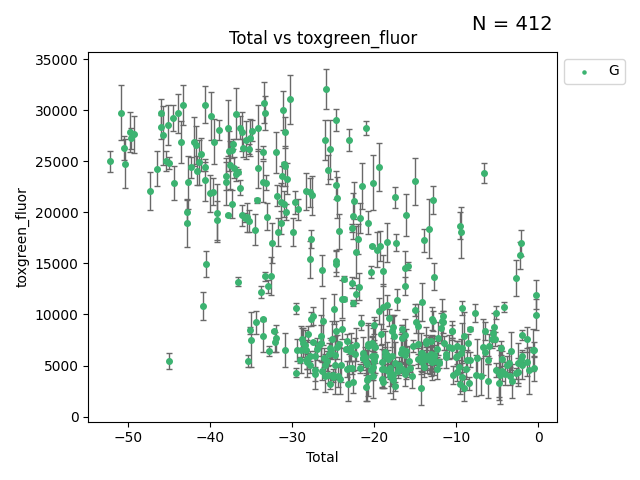 N = 412
Total vs toxgreen_fluor
G
toxgreen_fluor
35000
30000
25000
20000
15000
10000
5000
0
−50 −40 −30 −20 −10 0
Total